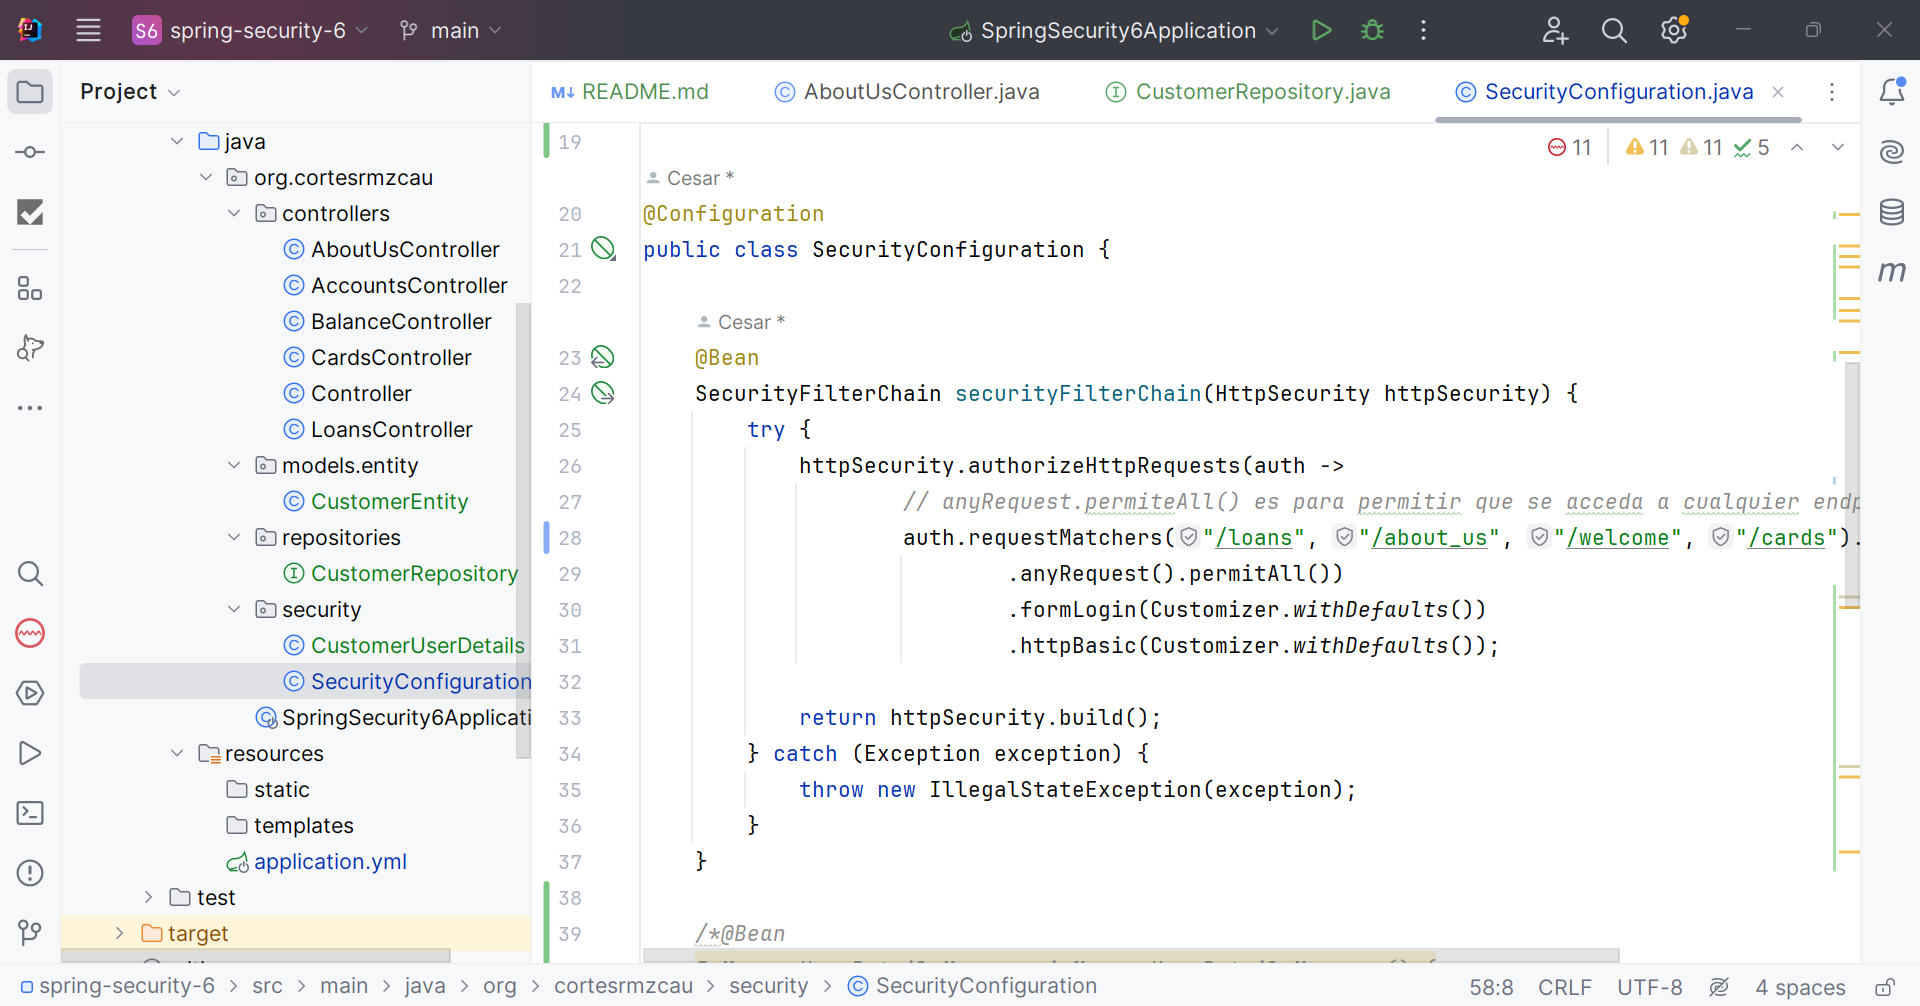 S6 spring-security-6 main SpringSecurity6Application
Project
README.md AboutUsController.java CustomerRepository.java SecurityConfiguration.java
java
org.cortesrmzcau
controllers
AboutUsController
AccountsController
BalanceController
CardsController
Controller
LoansController
models.entity
CustomerEntity
repositories
CustomerRepository
security
CustomerUserDetails
SecurityConfiguration
SpringSecurity6Applicati
resources
static
templates
application.yml
test
target
11 11 11 5
19
Cesar *
20 @Configuration
21 public class SecurityConfiguration {
22
Cesar *
23 @Bean
24 SecurityFilterChain securityFilterChain(HttpSecurity httpSecurity) {
25 try {
26 httpSecurity.authorizeHttpRequests(auth ->
27 // anyRequest.permiteAll() es para permitir que se acceda a cualquier endp
28 auth.requestMatchers("/loans", "/about_us", "/welcome", "/cards").
29 .anyRequest().permitAll())
30 .formLogin(Customizer.withDefaults())
31 .httpBasic(Customizer.withDefaults());
32
33 return httpSecurity.build();
34 } catch (Exception exception) {
35 throw new IllegalStateException(exception);
36 }
37 }
38
39 /*@Bean
spring-security-6 > src > main > java > org > cortesrmzcau > security > SecurityConfiguration
58:8 CRLF UTF-8 4 spaces